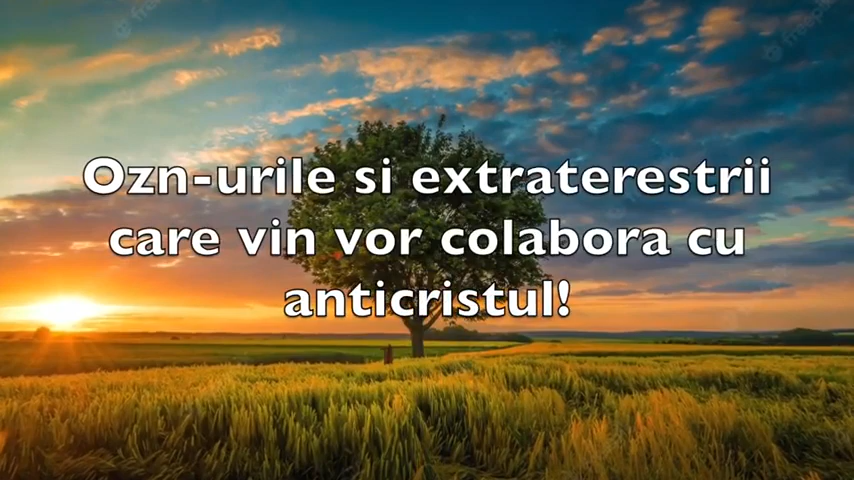 Ozn-urile si extraterestrii
care vin vor colabora cu
anticristul!